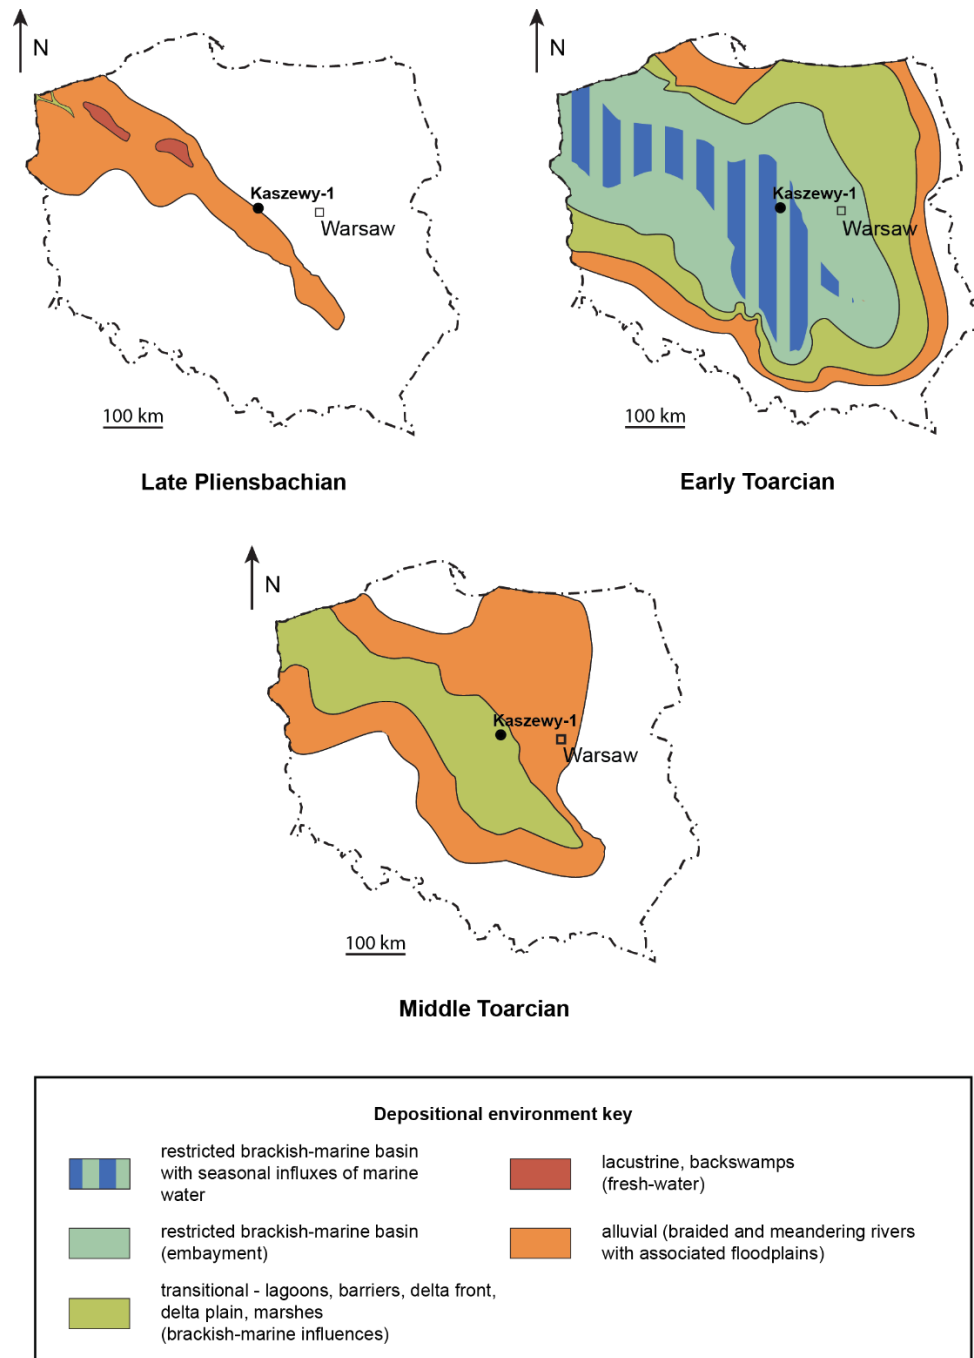 N
Kaszewy-1
Warsaw
100 km
Late Pliensbachian
N
Kaszewy-1
Warsaw
100 km
Early Toarcian
N
Kaszewy-1
Warsaw
100 km
Middle Toarcian
Depositional environment key
restricted brackish-marine basin
with seasonal influxes of marine
water
restricted brackish-marine basin
(embayment)
transitional - lagoons, barriers, delta front,
delta plain, marshes
(brackish-marine influences)
lacustrine, backswamps
(fresh-water)
alluvial (braided and meandering rivers
with associated floodplains)